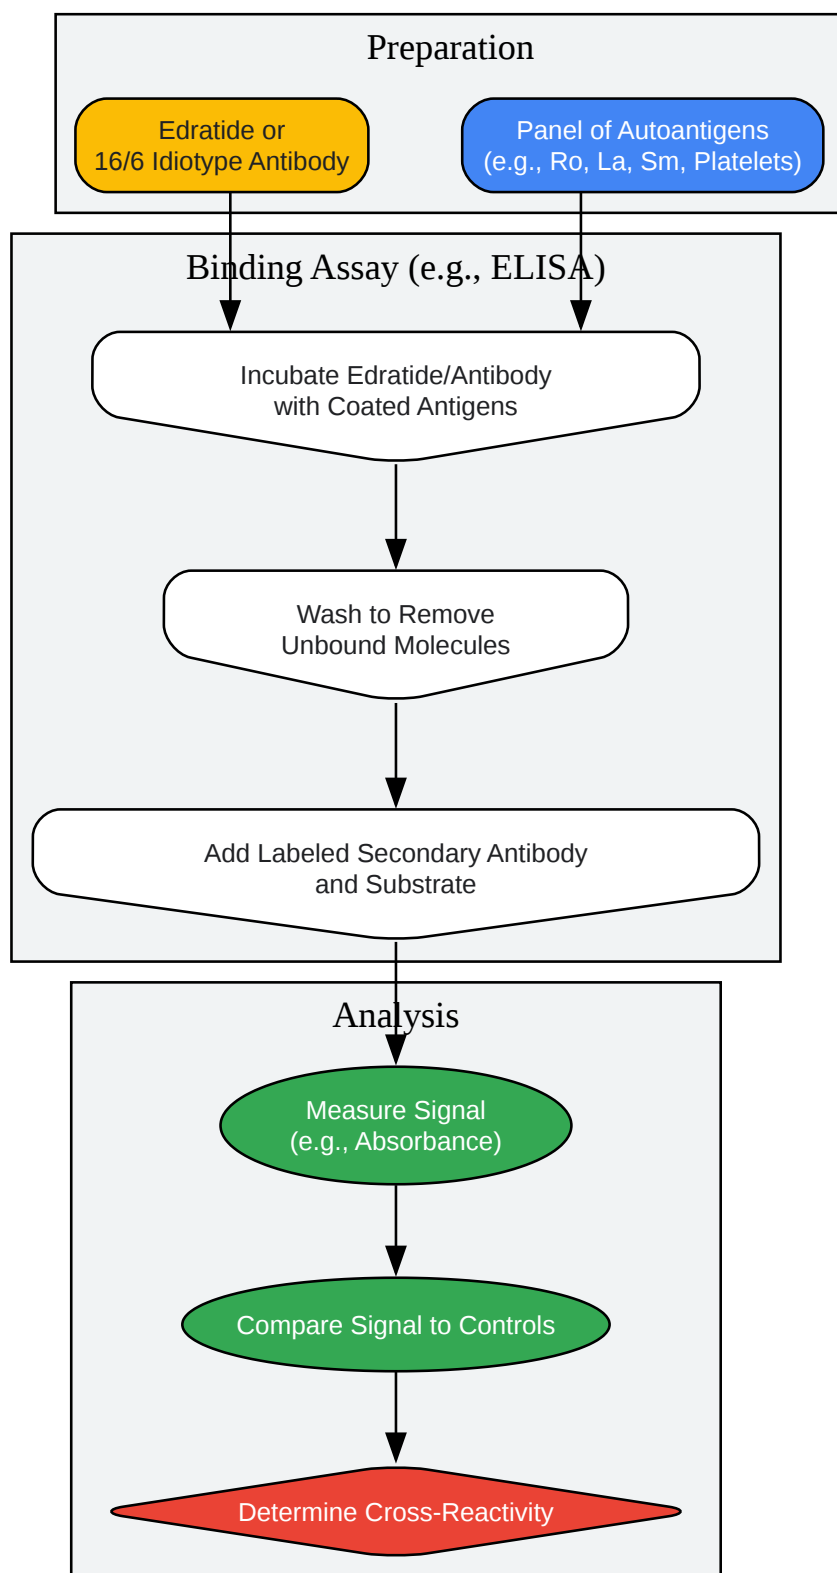 Preparation
Edratide or
16/6 Idiotype Antibody
Panel of Autoantigens
(e.g., Ro, La, Sm, Platelets)
Binding Assay (e.g., ELISA)
Incubate Edratide/Antibody
with Coated Antigens
Wash to Remove
Unbound Molecules
Add Labeled Secondary Antibody
and Substrate
Analysis
Measure Signal
(e.g., Absorbance)
Compare Signal to Controls
Determine Cross-Reactivity